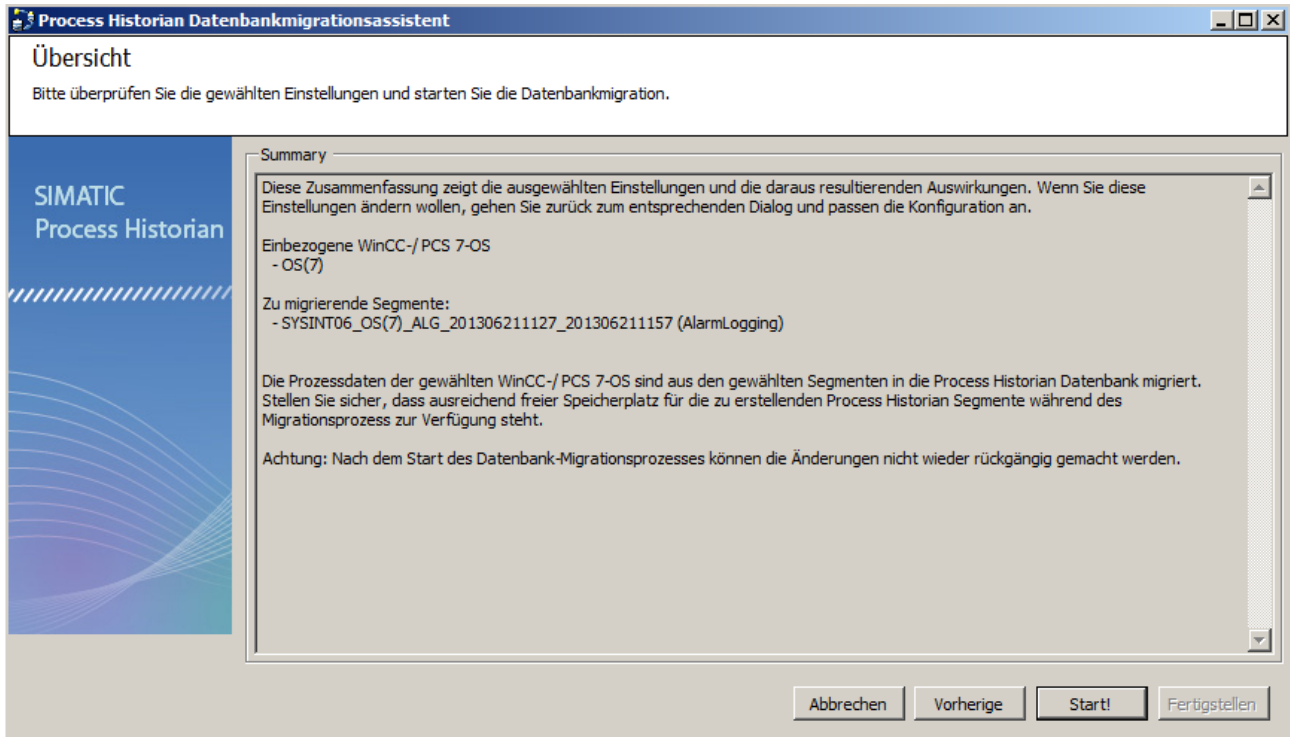 Process Historian Datenbankmigrationsassistent
Übersicht
Bitte überprüfen Sie die gewählten Einstellungen und starten Sie die Datenbankmigration.
SIMATIC
Process Historian
Summary
Diese Zusammenfassung zeigt die ausgewählten Einstellungen und die daraus resultierenden Auswirkungen. Wenn Sie diese
Einstellungen ändern wollen, gehen Sie zurück zum entsprechenden Dialog und passen die Konfiguration an.
Einbezogene WinCC-/ PCS 7-OS
- OS(7)
Zu migrierende Segmente:
- SYSINT06_OS(7)_ALG_201306211127_201306211157 (AlarmLogging)
Die Prozessdaten der gewählten WinCC-/ PCS 7-OS sind aus den gewählten Segmenten in die Process Historian Datenbank migriert.
Stellen Sie sicher, dass ausreichend freier Speicherplatz für die zu erstellenden Process Historian Segmente während des
Migrationsprozess zur Verfügung steht.
Achtung: Nach dem Start des Datenbank-Migrationsprozesses können die Änderungen nicht wieder rückgängig gemacht werden.
Abbrechen Vorherige Start! Fertigstellen